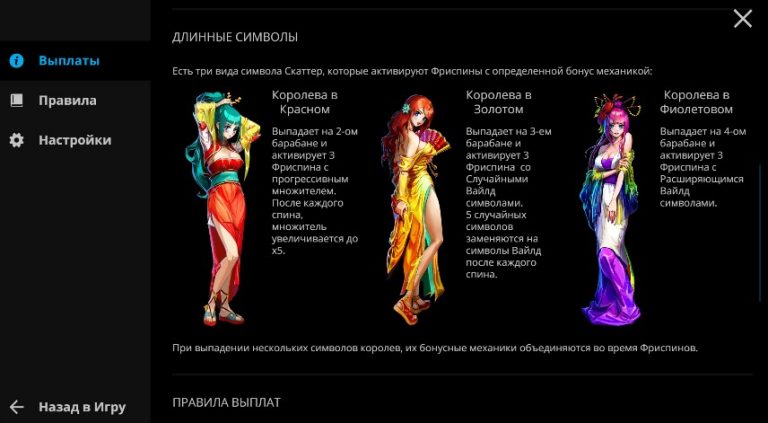 ДЛИННЫЕ СИМВОЛЫ
Выплаты
Правила
Настройки
Есть три вида символа Скаттер, которые активируют Фриспины с определенной бонус механикой:
Королева в
Красном
Выпадает на 2-ом
барабане и
активирует 3
Фриспина с
прогрессивным
множителем.
После каждого
спина,
множитель
увеличивается до
x5.
Королева в
Золотом
Выпадает на 3-ем
барабане и
активирует 3
Фриспина со
Случайными
Вайлд
символами.
5 случайных
символов
заменяются на
символы Вайлд
после каждого
спина.
Королева в
Фиолетовом
Выпадает на 4-ом
барабане и
активирует 3
Фриспина с
Расширяющимся
Вайлд
символами.
При выпадении нескольких символов королев, их бонусные механики объединяются во время Фриспинов.
ПРАВИЛА ВЫПЛАТ
Назад в Игру